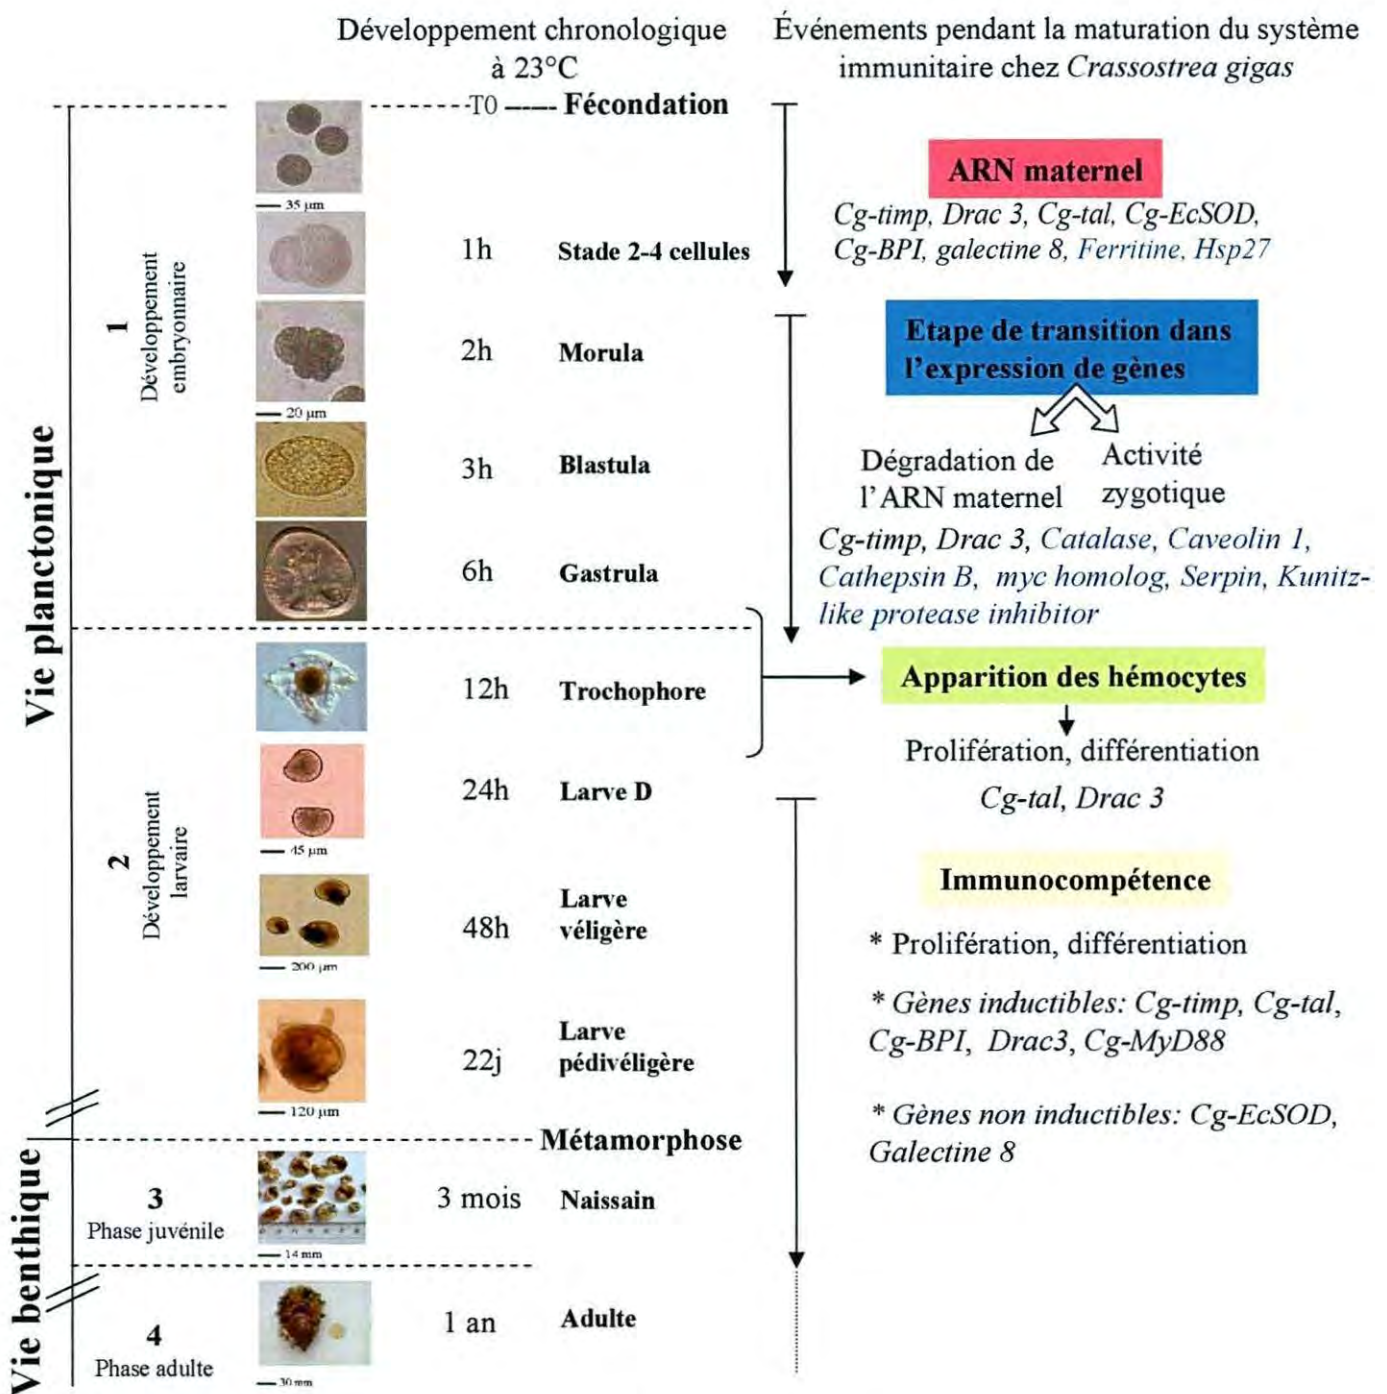 Développement chronologique
à 23°C
Événements pendant la maturation du système
immunitaire chez Crassostrea gigas
Vie planctonique
Vie benthique
1
Développement
embryonnaire
2
Développement
larvaire
3
Phase juvénile
4
Phase adulte
T0
Fécondation
35 µm
1h
Stade 2-4 cellules
2h
Morula
20 µm
3h
Blastula
6h
Gastrula
12h
Trochophore
24h
Larve D
45 µm
48h
Larve
véligère
200 µm
22j
Larve
pédivéligère
120 µm
Métamorphose
3 mois
Naissain
14 mm
1 an
Adulte
30 mm
ARN maternel
Cg-timp, Drac 3, Cg-tal, Cg-EcSOD,
Cg-BPI, galectine 8, Ferritine, Hsp27
Etape de transition dans
l'expression de gènes
Dégradation de
l'ARN maternel
Activité
zygotique
Cg-timp, Drac 3, Catalase, Caveolin 1,
Cathepsin B, myc homolog, Serpin, Kunitz-
like protease inhibitor
Apparition des hémocytes
Prolifération, différentiation
Cg-tal, Drac 3
Immunocompétence
* Prolifération, différentiation
* Gènes inductibles: Cg-timp, Cg-tal,
Cg-BPI, Drac3, Cg-MyD88
* Gènes non inductibles: Cg-EcSOD,
Galectine 8